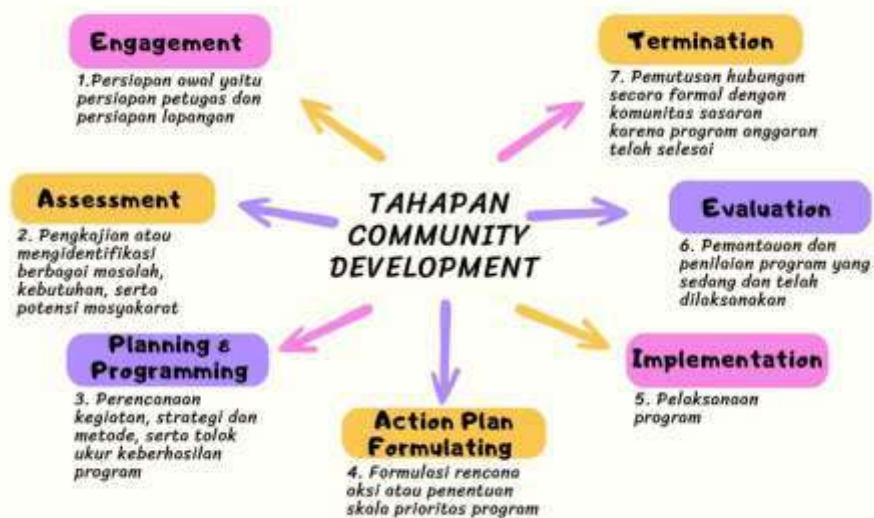 TAHAPAN
COMMUNITY
DEVELOPMENT
Engagement
1.Persiapan awal yaitu
persiapan petugas dan
persiapan lapangan
Assessment
2. Pengkajian atau
mengidentifikasi
berbagai masalah,
kebutuhan, serta
potensi masyakarat
Planning &
Programming
3. Perencanaan
kegiatan, strategi dan
metode, serta tolok
ukur keberhasilan
program
Action Plan
Formulating
4. Formulasi rencana
aksi atau penentuan
skala prioritas program
Implementation
5. Pelaksanaan
program
Evaluation
6. Pemantauan dan
penilaian program yang
sedang dan telah
dilaksanakan
Termination
7. Pemutusan hubungan
secara formal dengan
komunitas sasaran
karena program anggaran
telah selesai